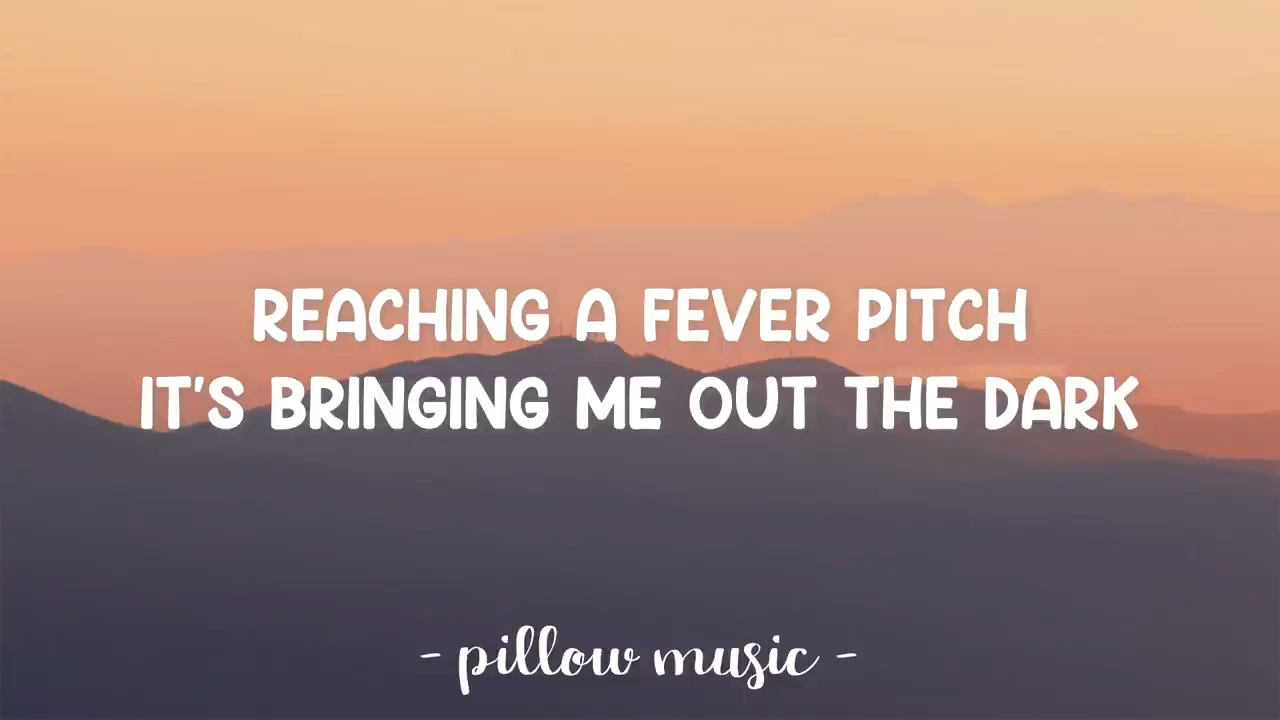 REACHING A FEVER PITCH
IT'S BRINGING ME OUT THE DARK
- pillow music -